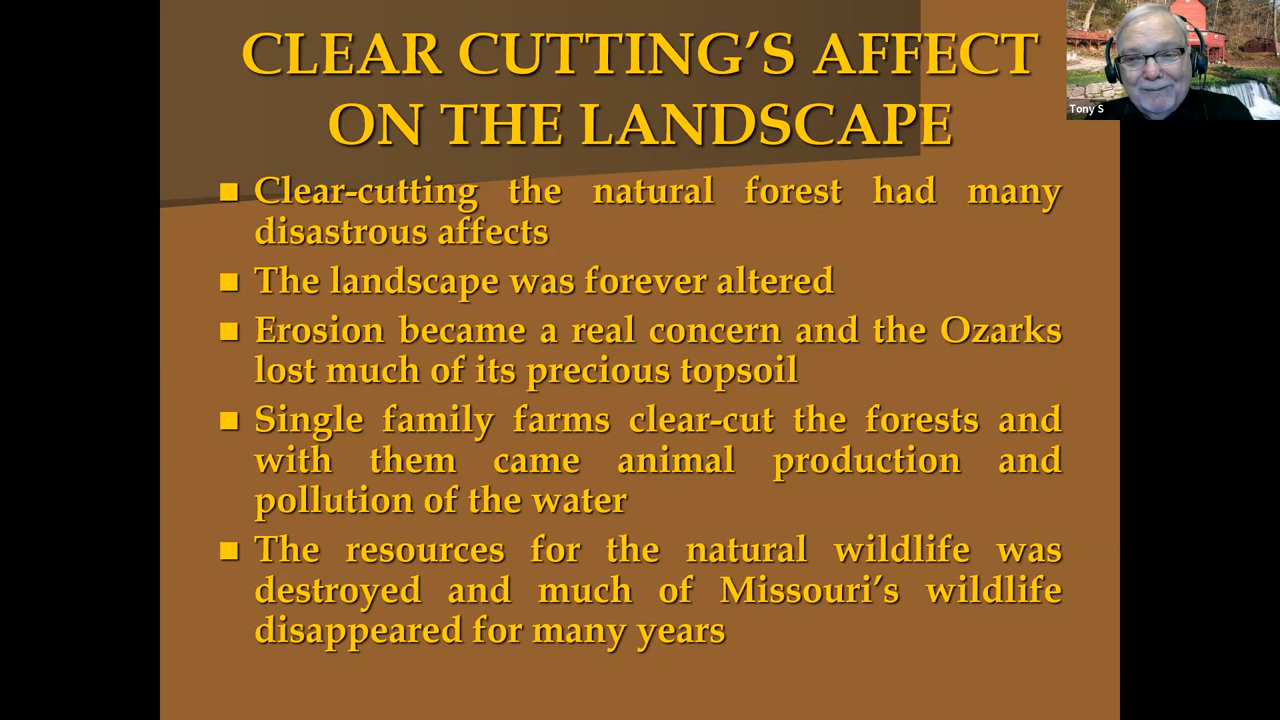 CLEAR CUTTING’S AFFECT
ON THE LANDSCAPE
Tony S
■ Clear-cutting the natural forest had many
disastrous affects
■ The landscape was forever altered
■ Erosion became a real concern and the Ozarks
lost much of its precious topsoil
■ Single family farms clear-cut the forests and
with them came animal production and
pollution of the water
■ The resources for the natural wildlife was
destroyed and much of Missouri’s wildlife
disappeared for many years